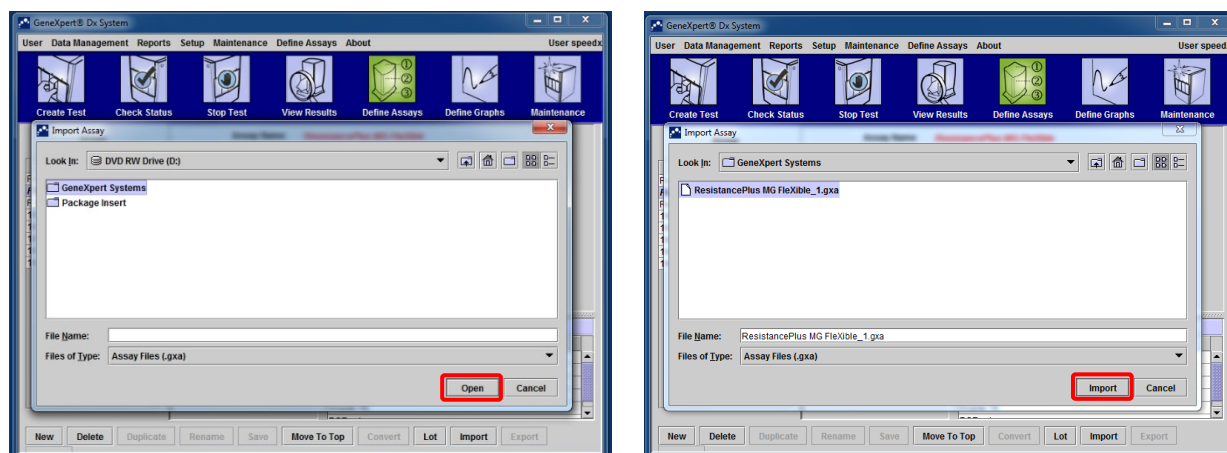 GeneXpert® Dx System
User Data Management Reports Setup Maintenance Define Assays About User speedx
Create Test Check Status Stop Test View Results Define Assays Define Graphs Maintenance
Import Assay
Look In: DVD RW Drive (D:)
GeneXpert Systems
Package Insert
File Name:
Files of Type: Assay Files (.gxa)
Open Cancel
New Delete Duplicate Rename Save Move To Top Convert Lot Import Export
GeneXpert® Dx System
User Data Management Reports Setup Maintenance Define Assays About User speed
Create Test Check Status Stop Test View Results Define Assays Define Graphs Maintenance
Import Assay
Look In: GeneXpert Systems
ResistancePlus MG FleXible_1.gxa
File Name: ResistancePlus MG FleXible_1.gxa
Files of Type: Assay Files (.gxa)
Import Cancel
New Delete Duplicate Rename Save Move To Top Convert Lot Import Export